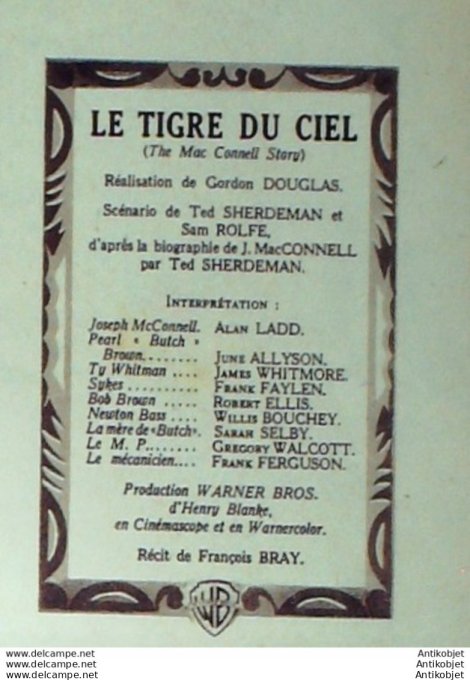 LE TIGRE DU CIEL
(The Mac Connell Story)
Réalisation de Gordon DOUGLAS.
Scénario de Ted SHERDEMAN et
Sam ROLFE,
d'après la biographie de J. MacCONNELL
par Ted SHERDEMAN.
INTERPRÉTATION :
Joseph McConnell. ALAN LADD.
Pearl « Butch »
Brown........ JUNE ALLYSON.
Ty Whitman .... JAMES WHITMORE.
Sykes .......... FRANK FAYLEN.
Bob Brown ..... ROBERT ELLIS.
Newton Bass .... WILLIS BOUCHEY.
La mère de «Butch». SARAH SELBY.
Le M. P........ GREGORY WALCOTT.
Le mécanicien.... FRANK FERGUSON.
Production WARNER BROS.
d'Henry Blanke,
en Cinémascope et en Warnercolor.
Récit de François BRAY.
WB
www.delcampe.net
www.delcampe.net
Antikobjet
Antikobjet